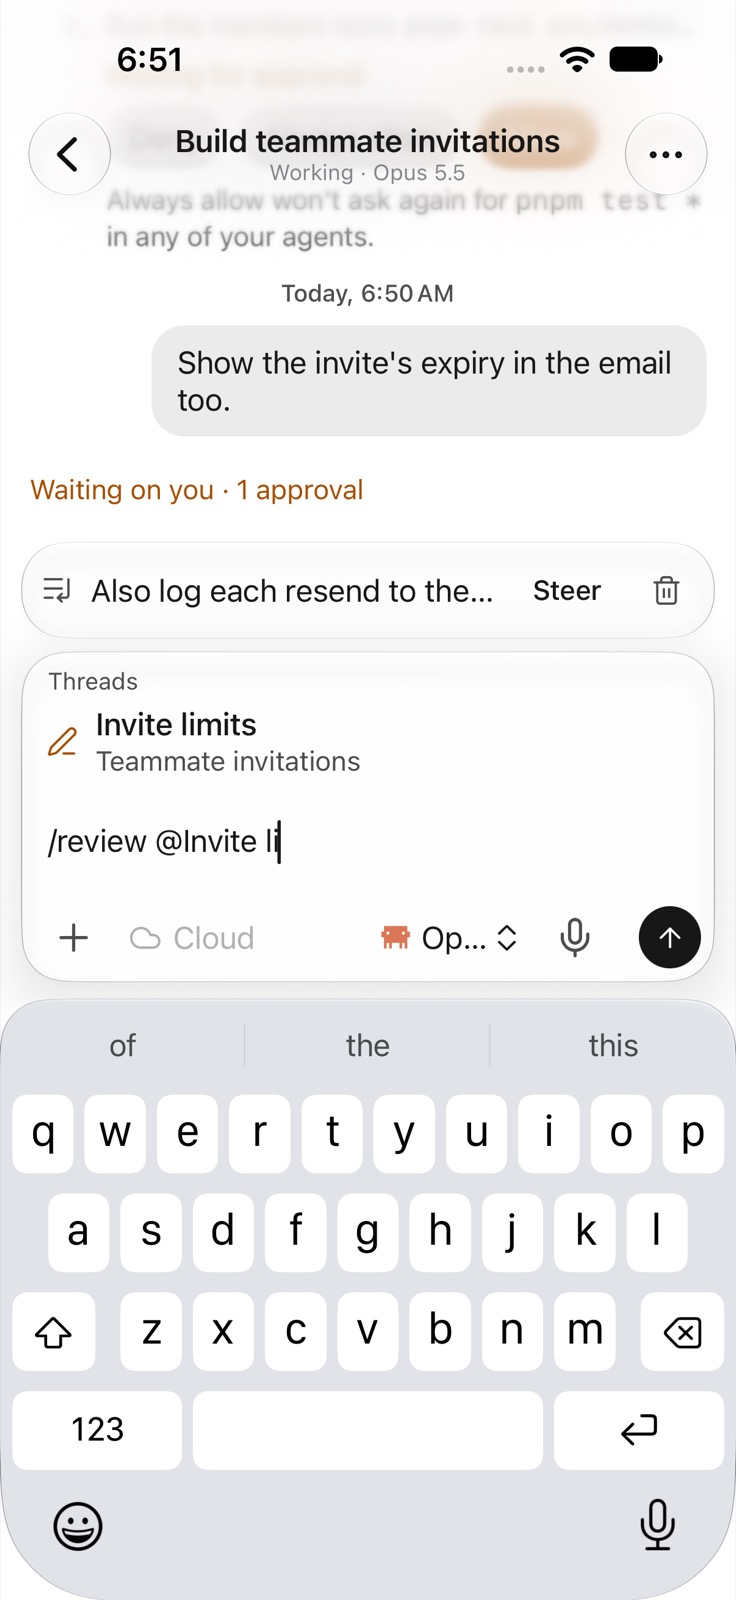 6:51
Build teammate invitations
Working · Opus 5.5
Always allow won't ask again for pnpm test *
in any of your agents.
Today, 6:50 AM
Show the invite's expiry in the email
too.
Waiting on you · 1 approval
Also log each resend to the...
Steer
Threads
Invite limits
Teammate invitations
/review @Invite li
Cloud
Op...
of the this
q w e r t y u i o p
a s d f g h j k l
z x c v b n m
123